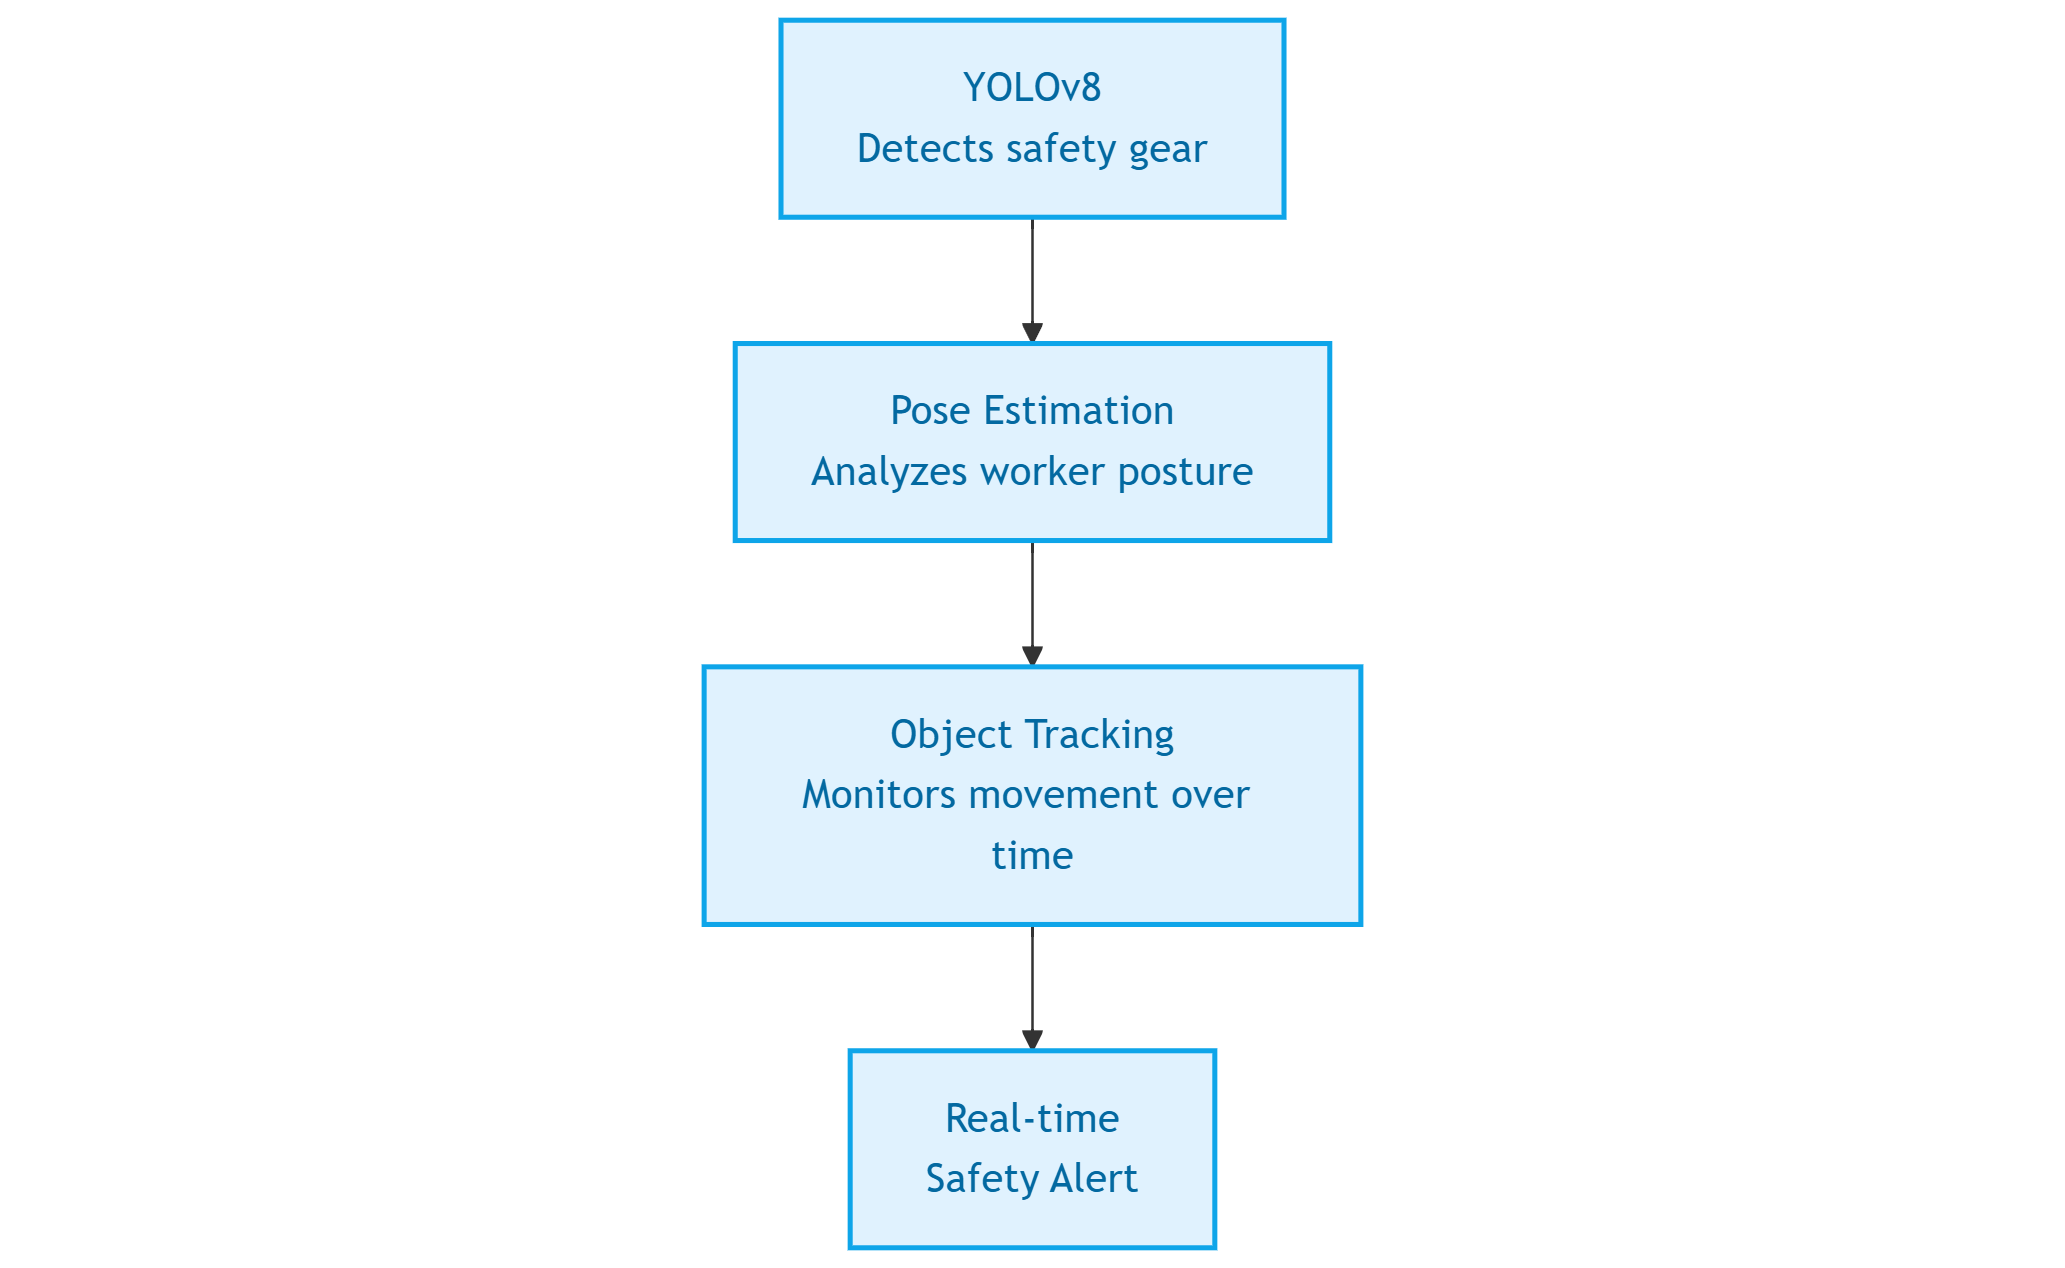 YOLOv8
Detects safety gear
Pose Estimation
Analyzes worker posture
Object Tracking
Monitors movement over
time
Real-time
Safety Alert